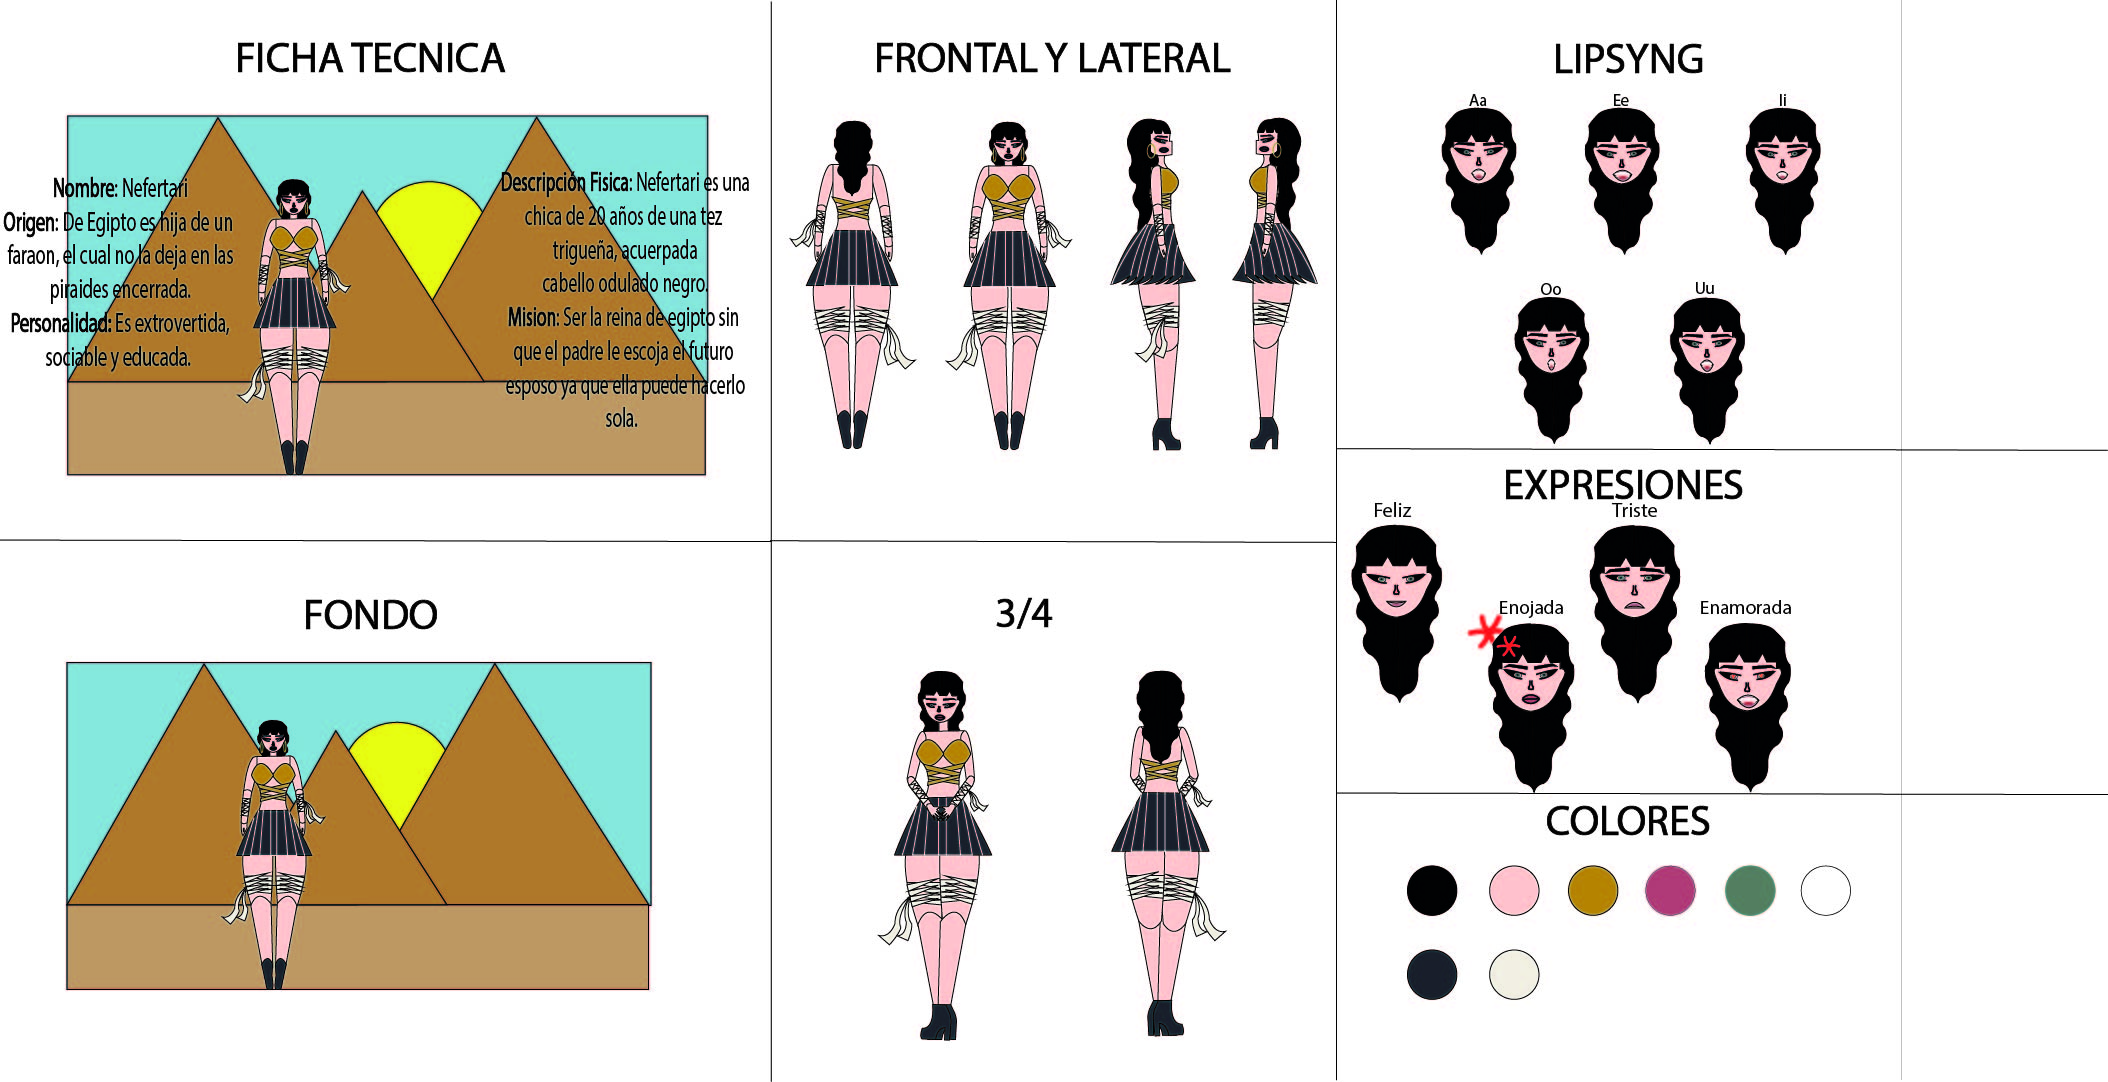 FICHA TECNICA
Nombre: Nefertari
Origen: De Egipto es hija de un
faraon, el cual no la deja en las
piraides encerrada.
Personalidad: Es extrovertida,
sociable y educada.
Descripción Fisica: Nefertari es una
chica de 20 años de una tez
trigueña, acuerpada
cabello odulado negro.
Mision: Ser la reina de egipto sin
que el padre le escoja el futuro
esposo ya que ella puede hacerlo
sola.
FRONTAL Y LATERAL
LIPSYNG
Aa
Ee
Ii
Oo
Uu
EXPRESIONES
Feliz
Triste
Enojada
Enamorada
FONDO
3/4
COLORES